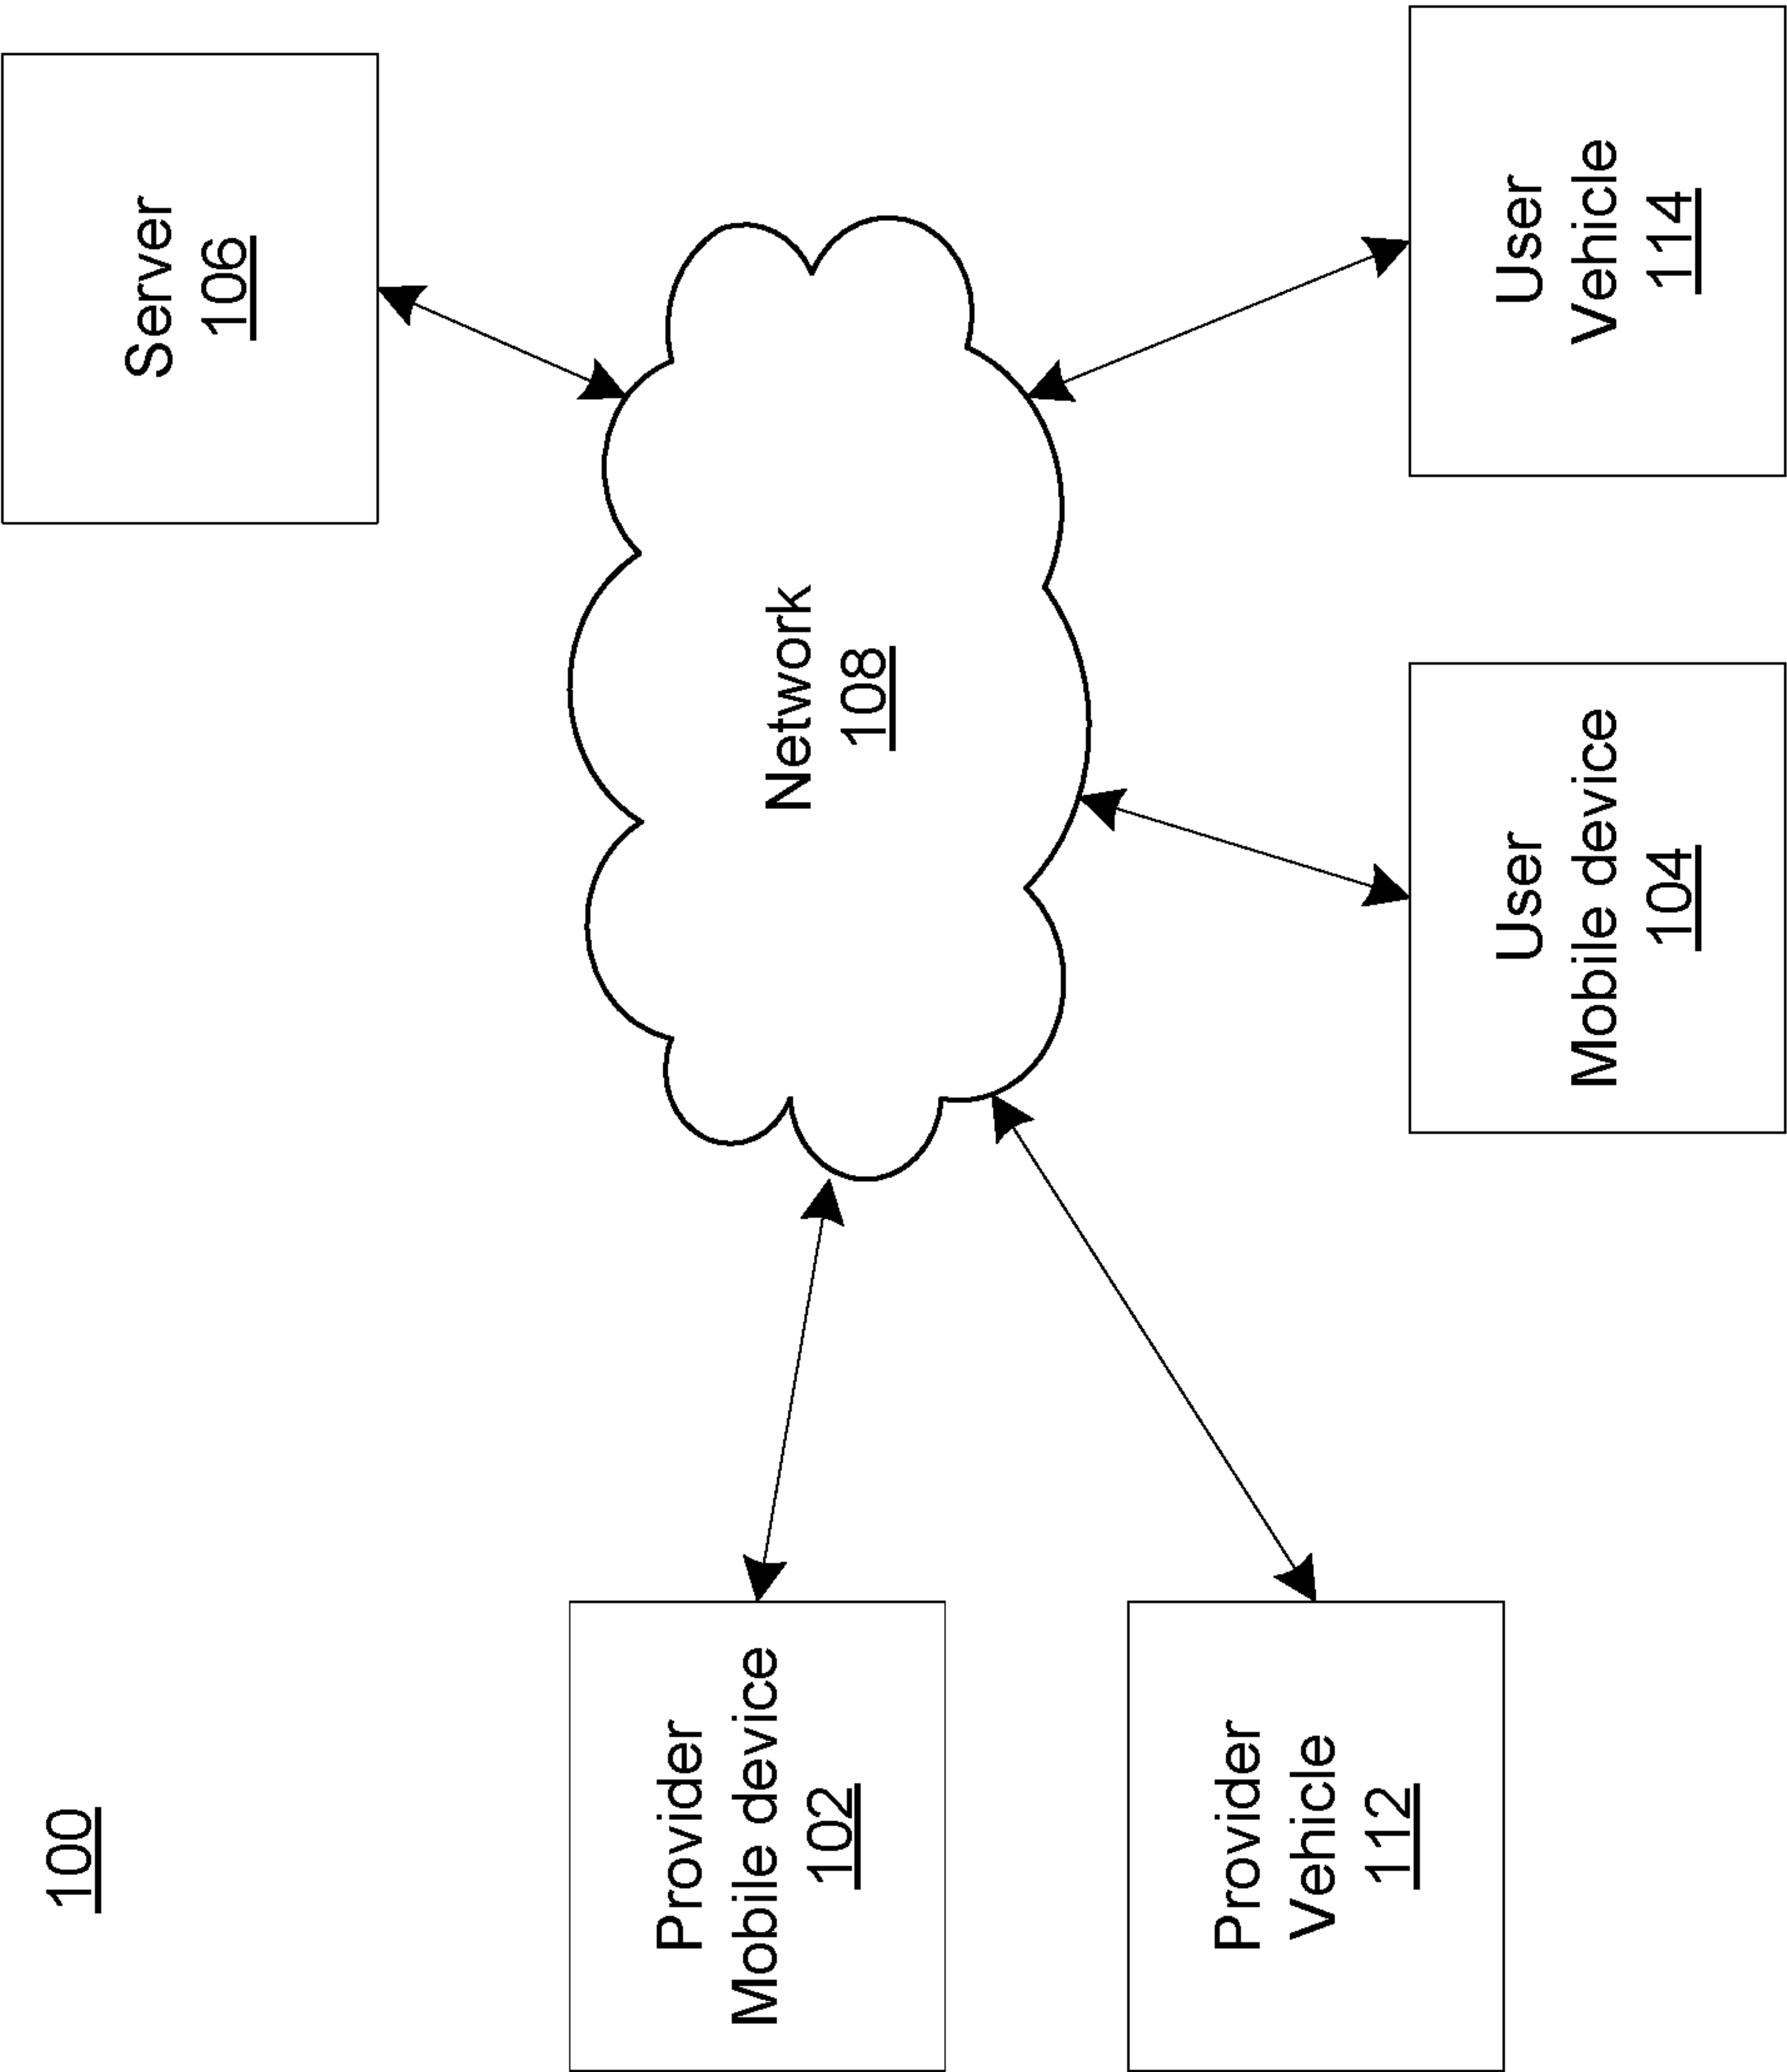 100
Provider
Mobile device
102
Provider
Vehicle
112
Network
108
Server
106
User
Mobile device
104
User
Vehicle
114